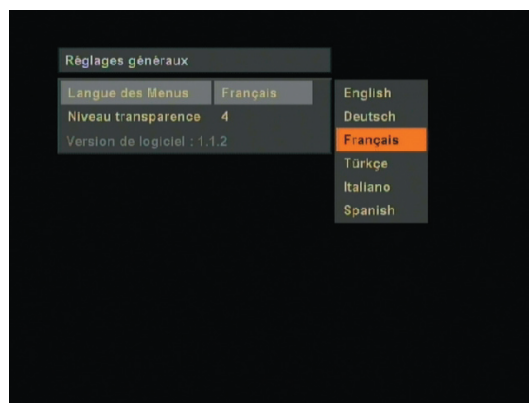 Réglages généraux
Langue des Menus Français
Niveau transparence 4
Version de logiciel : 1.1.2
English
Deutsch
Français
Türkçe
Italiano
Spanish